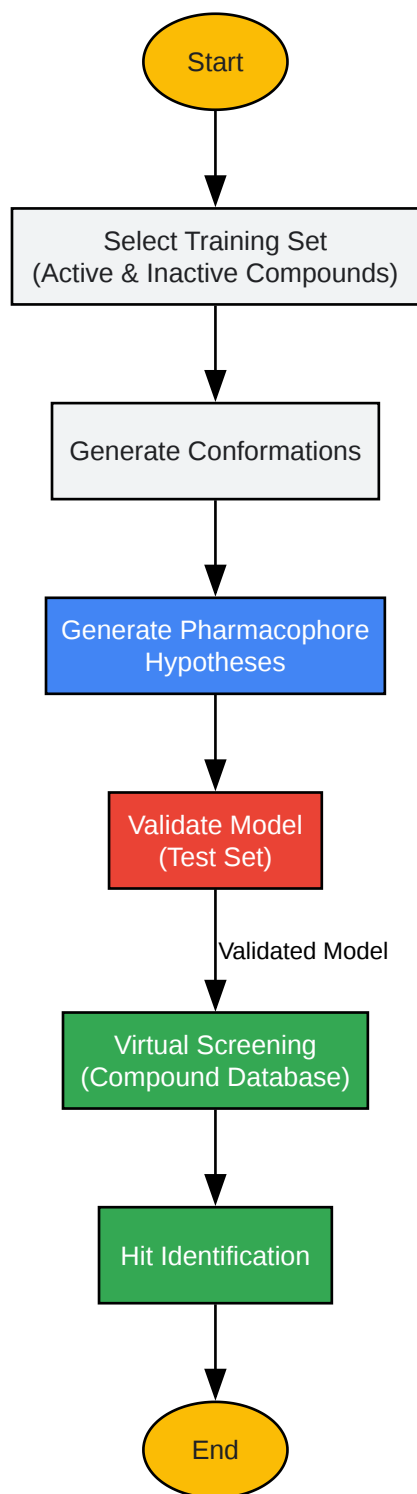 Start
Select Training Set
(Active & Inactive Compounds)
Generate Conformations
Generate Pharmacophore
Hypotheses
Validate Model
(Test Set)
Validated Model
Virtual Screening
(Compound Database)
Hit Identification
End